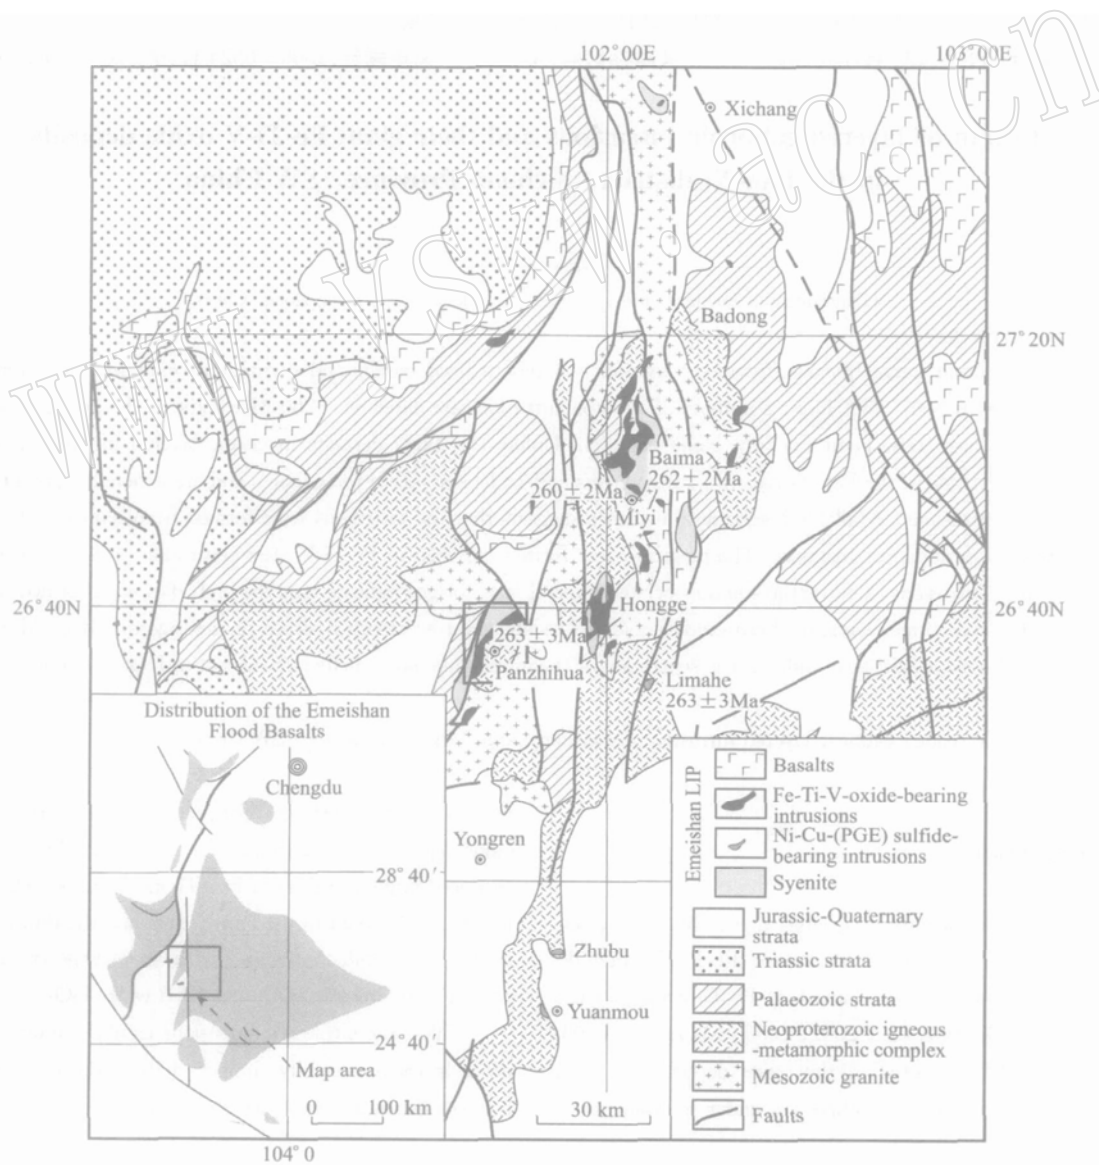 102°00E
103°00E
www.yskw.ac.cn
Xichang
Badong
27°20N
Baima
262±2Ma
260±2Ma
Miyi
26°40N
Hongge
26°40N
263±3Ma
Panzhihua
Limahe
263±3Ma
Distribution of the Emeishan
Flood Basalts
Chengdu
28°40′
24°40′
Map area
0 100 km
104°0
Yongren
Zhubu
Yuanmou
30 km
Emeishan LIP
Basalts
Fe-Ti-V-oxide-bearing
intrusions
Ni-Cu-(PGE) sulfide-
bearing intrusions
Syenite
Jurassic-Quaternary
strata
Triassic strata
Palaeozoic strata
Neoproterozoic igneous
-metamorphic complex
Mesozoic granite
Faults